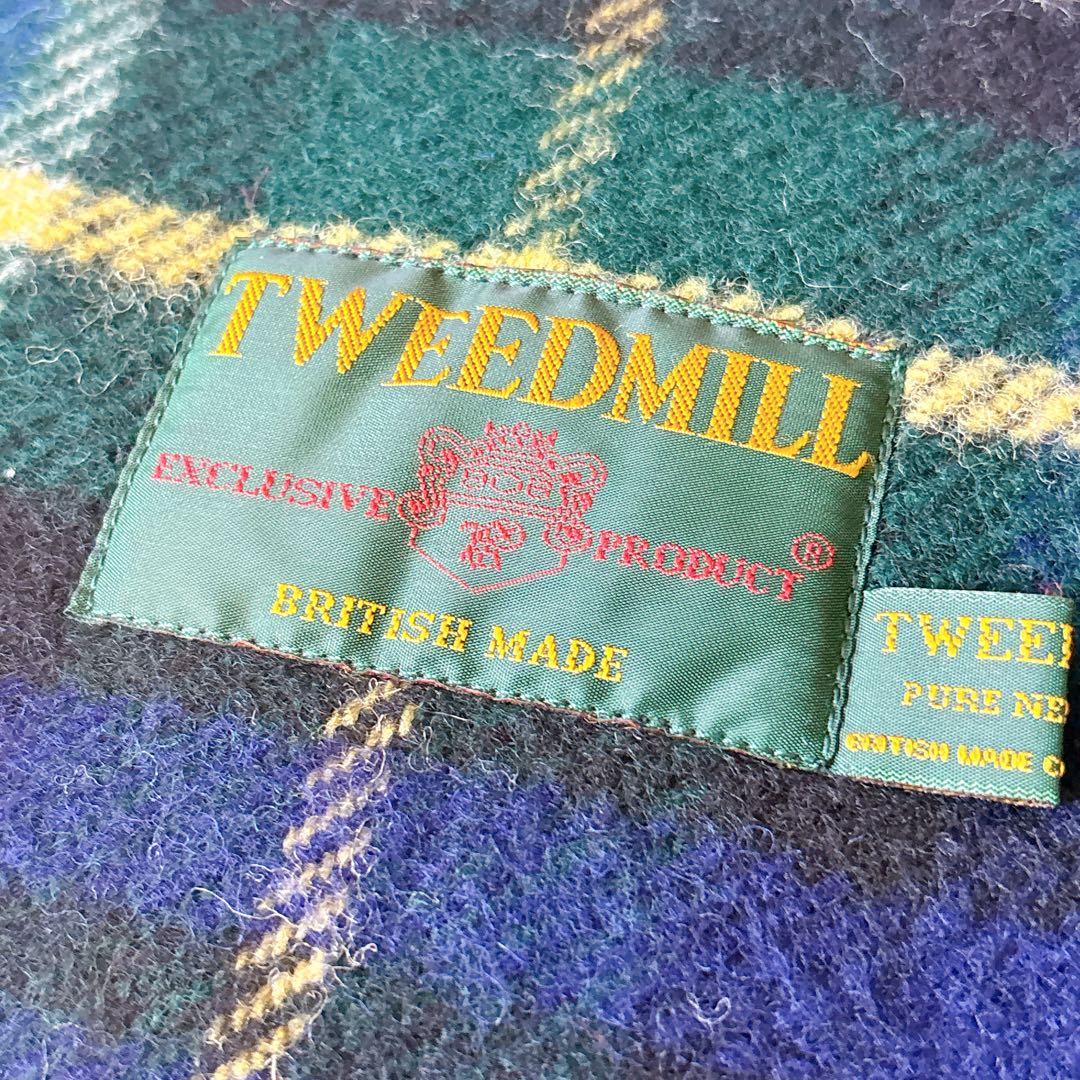 TWEEDMILL
EXCLUSIVE PRODUCT ®
BRITISH MADE
PURE
BRITISH MADE